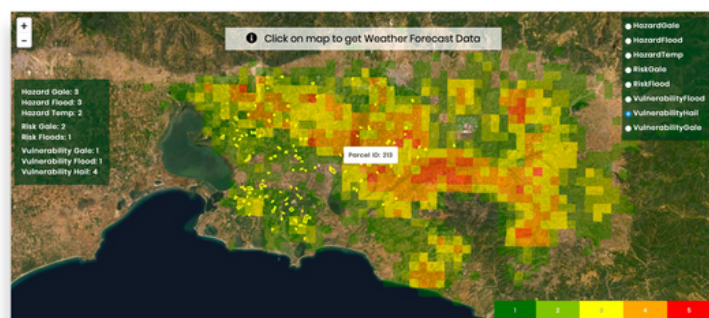 +
Click on map to get Weather Forecast Data
−
HazardGale
HazardFlood
HazardTemp
RiskGale
RiskFlood
VulnerabilityFlood
VulnerabilityHail
VulnerabilityGale
Hazard Gale: 3
Hazard Flood: 3
Hazard Temp: 2
Risk Gale: 2
Risk Floods: 1
Vulnerability Gale: 1
Vulnerability Flood: 1
Vulnerability Hail: 4
Parcel ID: 213
1 2 3 4 5